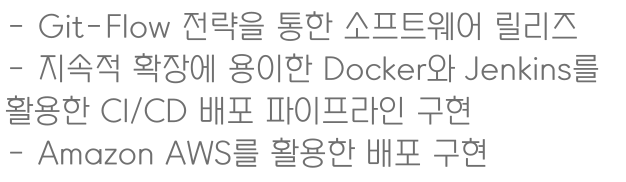 - Git-Flow 전략을 통한 소프트웨어 릴리즈
- 지속적 확장에 용이한 Docker와 Jenkins를
활용한 CI/CD 배포 파이프라인 구현
- Amazon AWS를 활용한 배포 구현